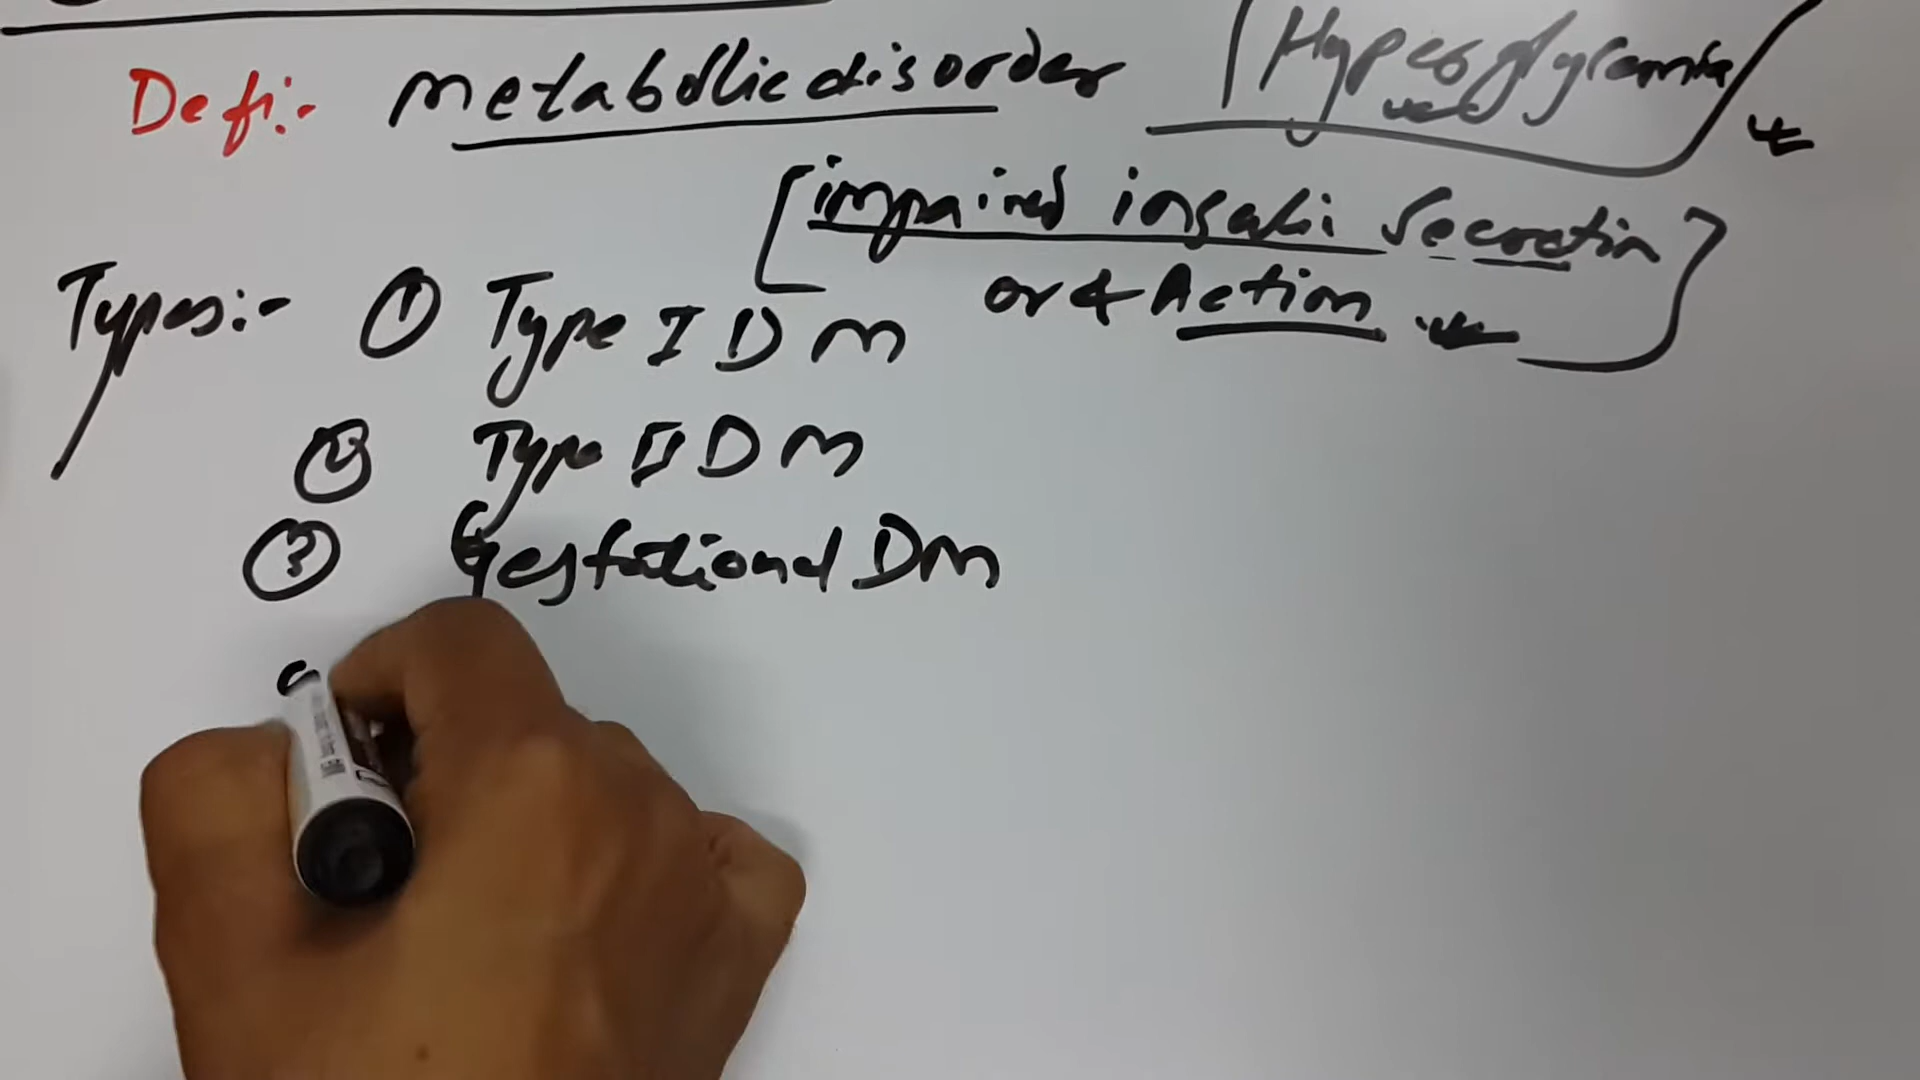 Defi:- metabolic disorder Hyperglycemia
[impaired insulin Secretion
or & Action]
Types:- ① Type I DM
② Type II DM
③ Gestational DM